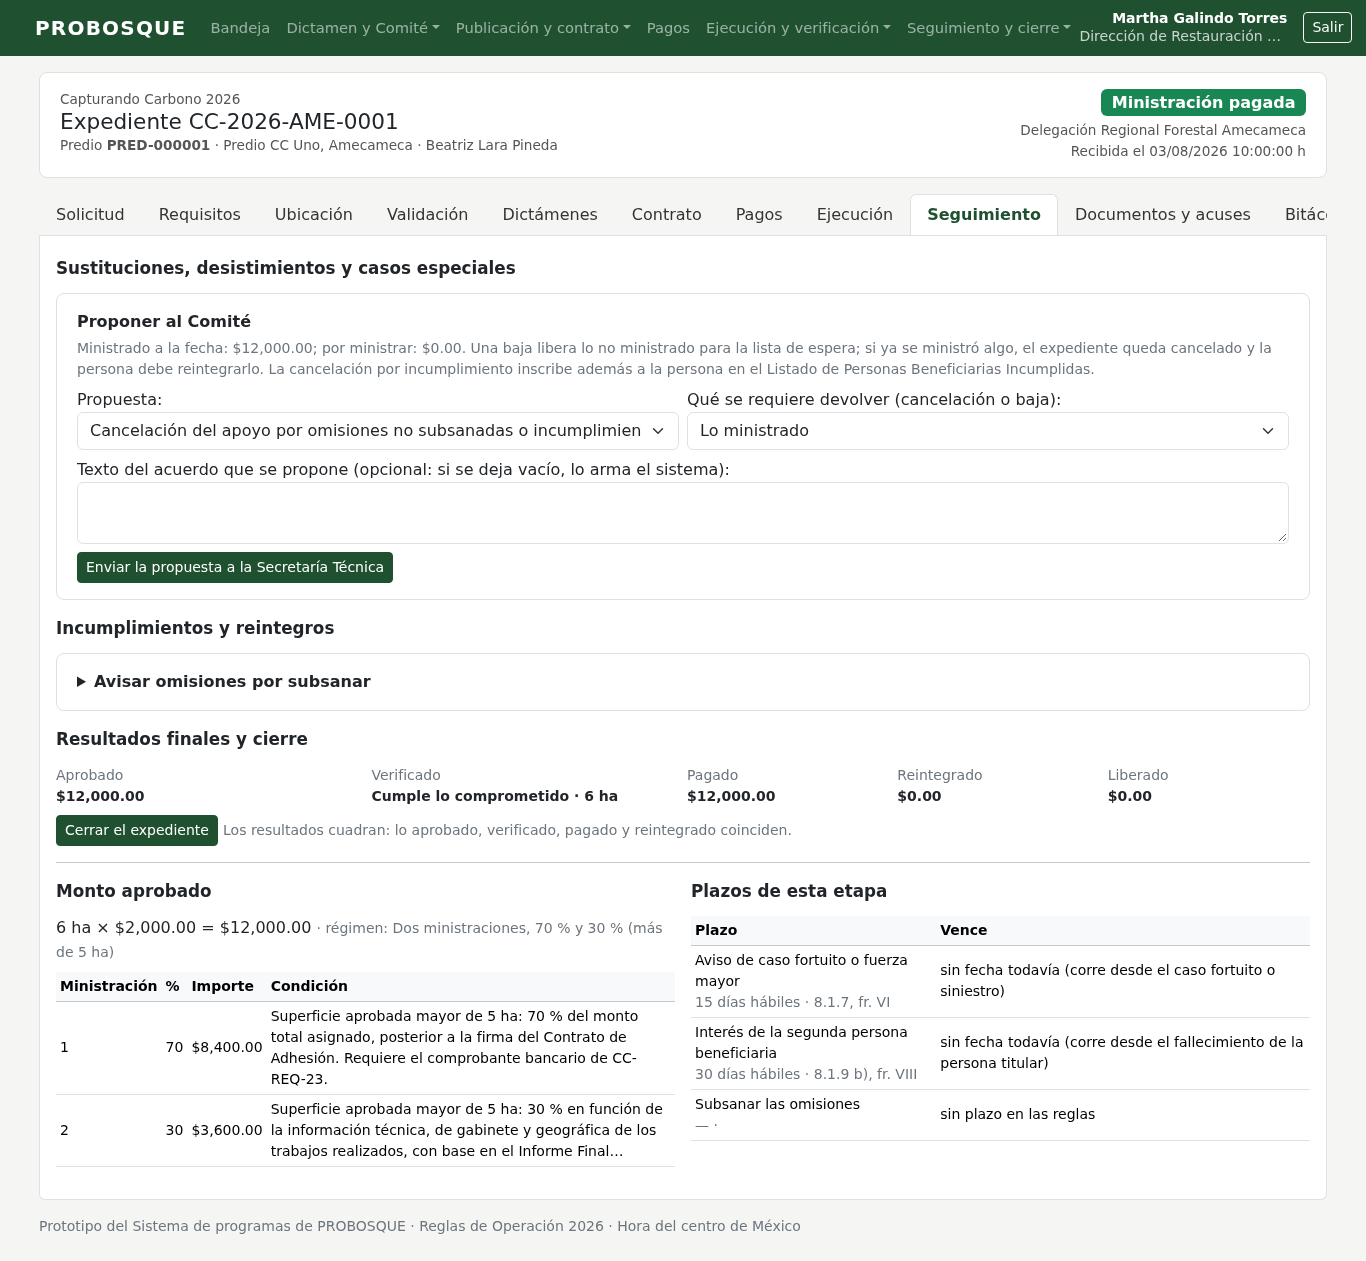 PROBOSQUE
Bandeja
Dictamen y Comité
Publicación y contrato
Pagos
Ejecución y verificación
Seguimiento y cierre
Martha Galindo Torres
Dirección de Restauración ...
Salir
Capturando Carbono 2026
Expediente CC-2026-AME-0001
Predio PRED-000001 · Predio CC Uno, Amecameca · Beatriz Lara Pineda
Ministración pagada
Delegación Regional Forestal Amecameca
Recibida el 03/08/2026 10:00:00 h
Solicitud
Requisitos
Ubicación
Validación
Dictámenes
Contrato
Pagos
Ejecución
Seguimiento
Documentos y acuses
Sustituciones, desistimientos y casos especiales
Proponer al Comité
Ministrado a la fecha: $12,000.00; por ministrar: $0.00. Una baja libera lo no ministrado para la lista de espera; si ya se ministró algo, el expediente queda cancelado y la
persona debe reintegrarlo. La cancelación por incumplimiento inscribe además a la persona en el Listado de Personas Beneficiarias Incumplidas.
Propuesta:
Qué se requiere devolver (cancelación o baja):
Cancelación del apoyo por omisiones no subsanadas o incumplimien
Lo ministrado
Texto del acuerdo que se propone (opcional: si se deja vacío, lo arma el sistema):
Enviar la propuesta a la Secretaría Técnica
Incumplimientos y reintegros
Avisar omisiones por subsanar
Resultados finales y cierre
Aprobado
Verificado
Pagado
Reintegrado
Liberado
$12,000.00
Cumple lo comprometido · 6 ha
$12,000.00
$0.00
$0.00
Cerrar el expediente
Los resultados cuadran: lo aprobado, verificado, pagado y reintegrado coinciden.
Monto aprobado
6 ha × $2,000.00 = $12,000.00 · régimen: Dos ministraciones, 70 % y 30 % (más
de 5 ha)
Ministración % Importe Condición
1 70 $8,400.00 Superficie aprobada mayor de 5 ha: 70 % del monto
total asignado, posterior a la firma del Contrato de
Adhesión. Requiere el comprobante bancario de CC-
REQ-23.
2 30 $3,600.00 Superficie aprobada mayor de 5 ha: 30 % en función de
la información técnica, de gabinete y geográfica de los
trabajos realizados, con base en el Informe Final…
Plazos de esta etapa
Plazo Vence
Aviso de caso fortuito o fuerza
mayor
15 días hábiles · 8.1.7, fr. VI
sin fecha todavía (corre desde el caso fortuito o
siniestro)
Interés de la segunda persona
beneficiaria
30 días hábiles · 8.1.9 b), fr. VIII
sin fecha todavía (corre desde el fallecimiento de la
persona titular)
Subsanar las omisiones
— ·
sin plazo en las reglas
Prototipo del Sistema de programas de PROBOSQUE · Reglas de Operación 2026 · Hora del centro de México